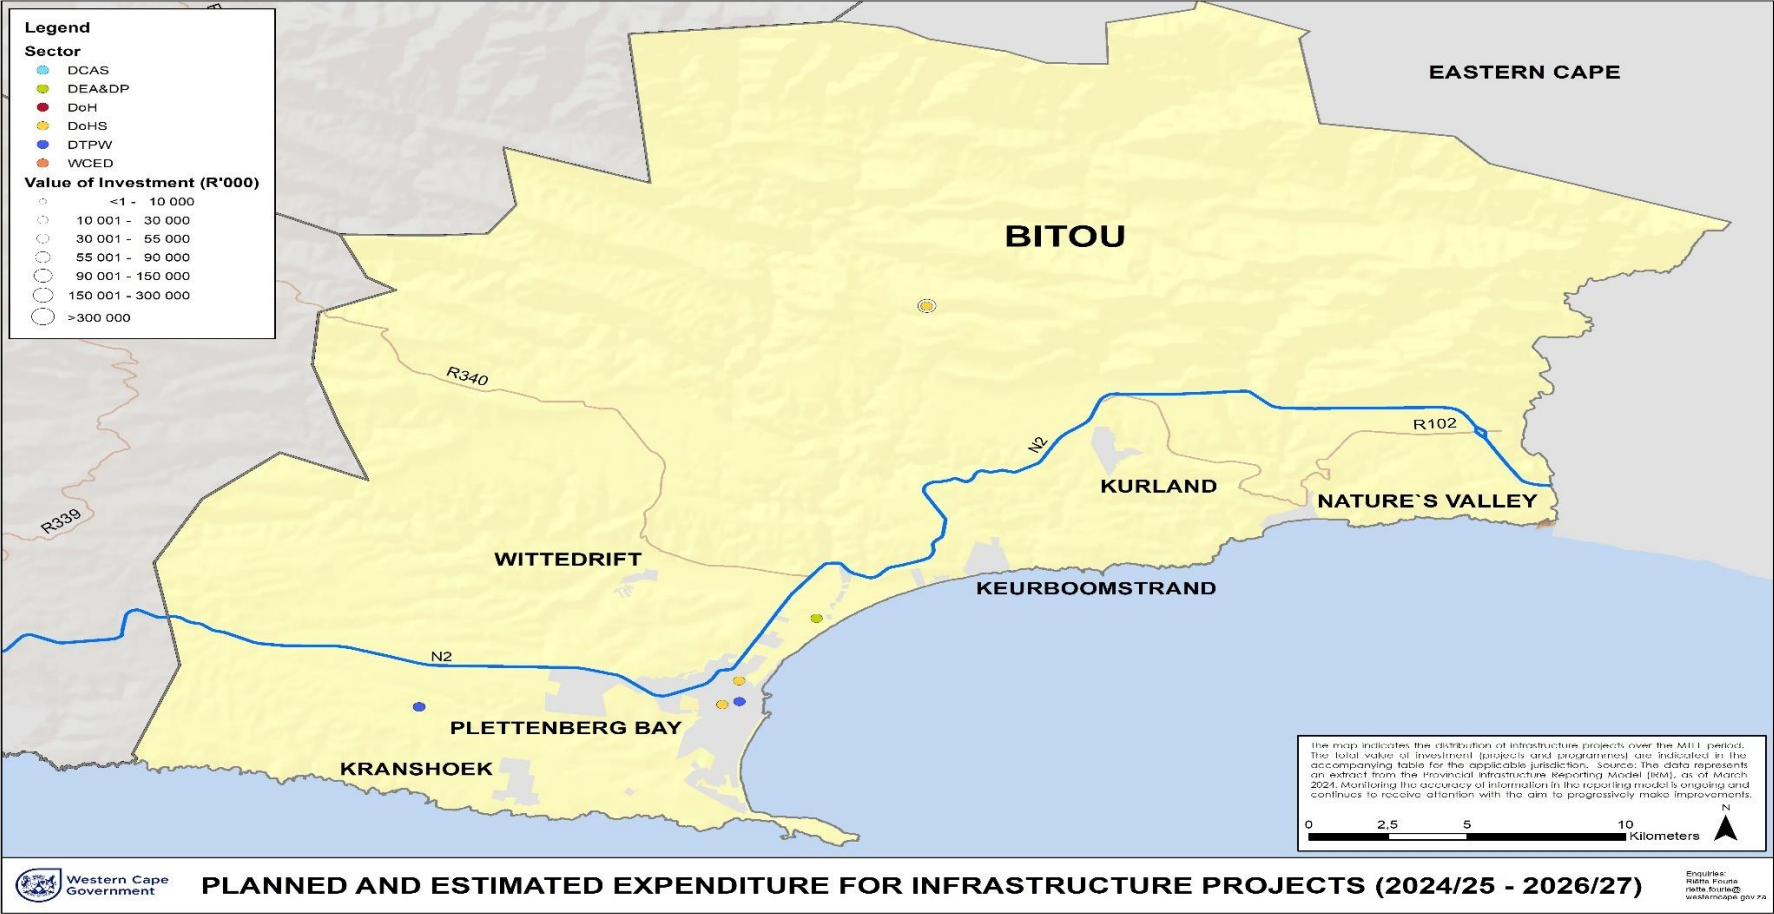 Legend
Sector
DCAS
DEA&DP
DoH
DoHS
DTPW
WCED
Value of Investment (R'000)
<1 - 10 000
10 001 - 30 000
30 001 - 55 000
55 001 - 90 000
90 001 - 150 000
150 001 - 300 000
>300 000
EASTERN CAPE
BITOU
R340
N2
R102
KURLAND
NATURE`S VALLEY
R339
WITTEDRIFT
KEURBOOMSTRAND
N2
PLETTENBERG BAY
KRANSHOEK
The map indicates the distribution of infrastructure projects over the MTEF period.
The total value of investment (projects and programmes) are indicated in the
accompanying table for the applicable jurisdiction. Source: The data represents
an extract from the Provincial Infrastructure Reporting Model (IRM), as of March
2024. Monitoring the accuracy of information in the reporting model is ongoing and
continues to receive attention with the aim to progressively make improvements.
N
0 2,5 5 10
Kilometers
Western Cape
Government
PLANNED AND ESTIMATED EXPENDITURE FOR INFRASTRUCTURE PROJECTS (2024/25 - 2026/27)
Enquiries:
Riëtte Fourie
riette.fourie@
westerncape.gov.za